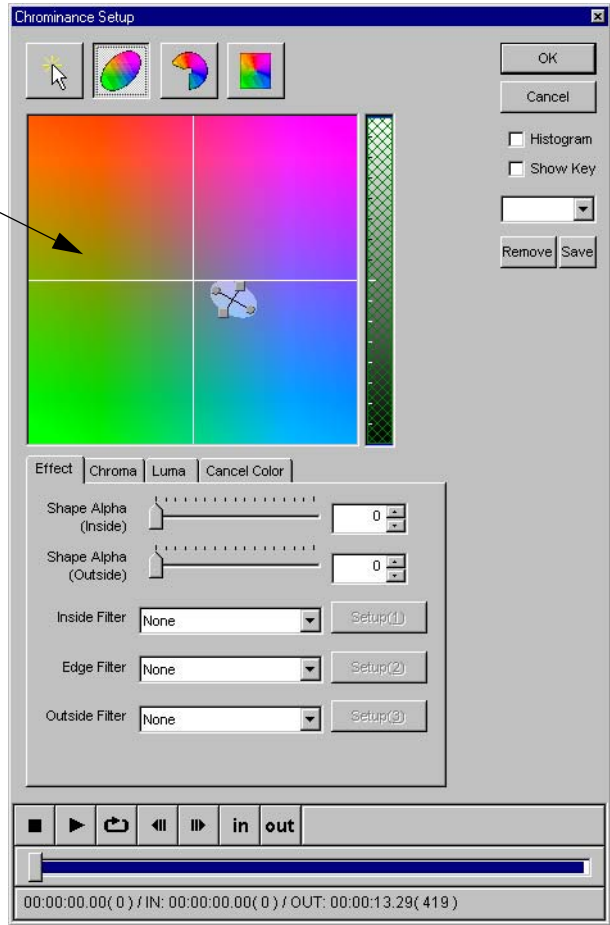 Chrominance Setup
OK
Cancel
Histogram
Show Key
Remove Save
Effect Chroma Luma Cancel Color
Shape Alpha
(Inside)
0
Shape Alpha
(Outside)
0
Inside Filter None Setup(1)
Edge Filter None Setup(2)
Outside Filter None Setup(3)
in out
00:00:00.00( 0 ) / IN: 00:00:00.00( 0 ) / OUT: 00:00:13.29( 419 )